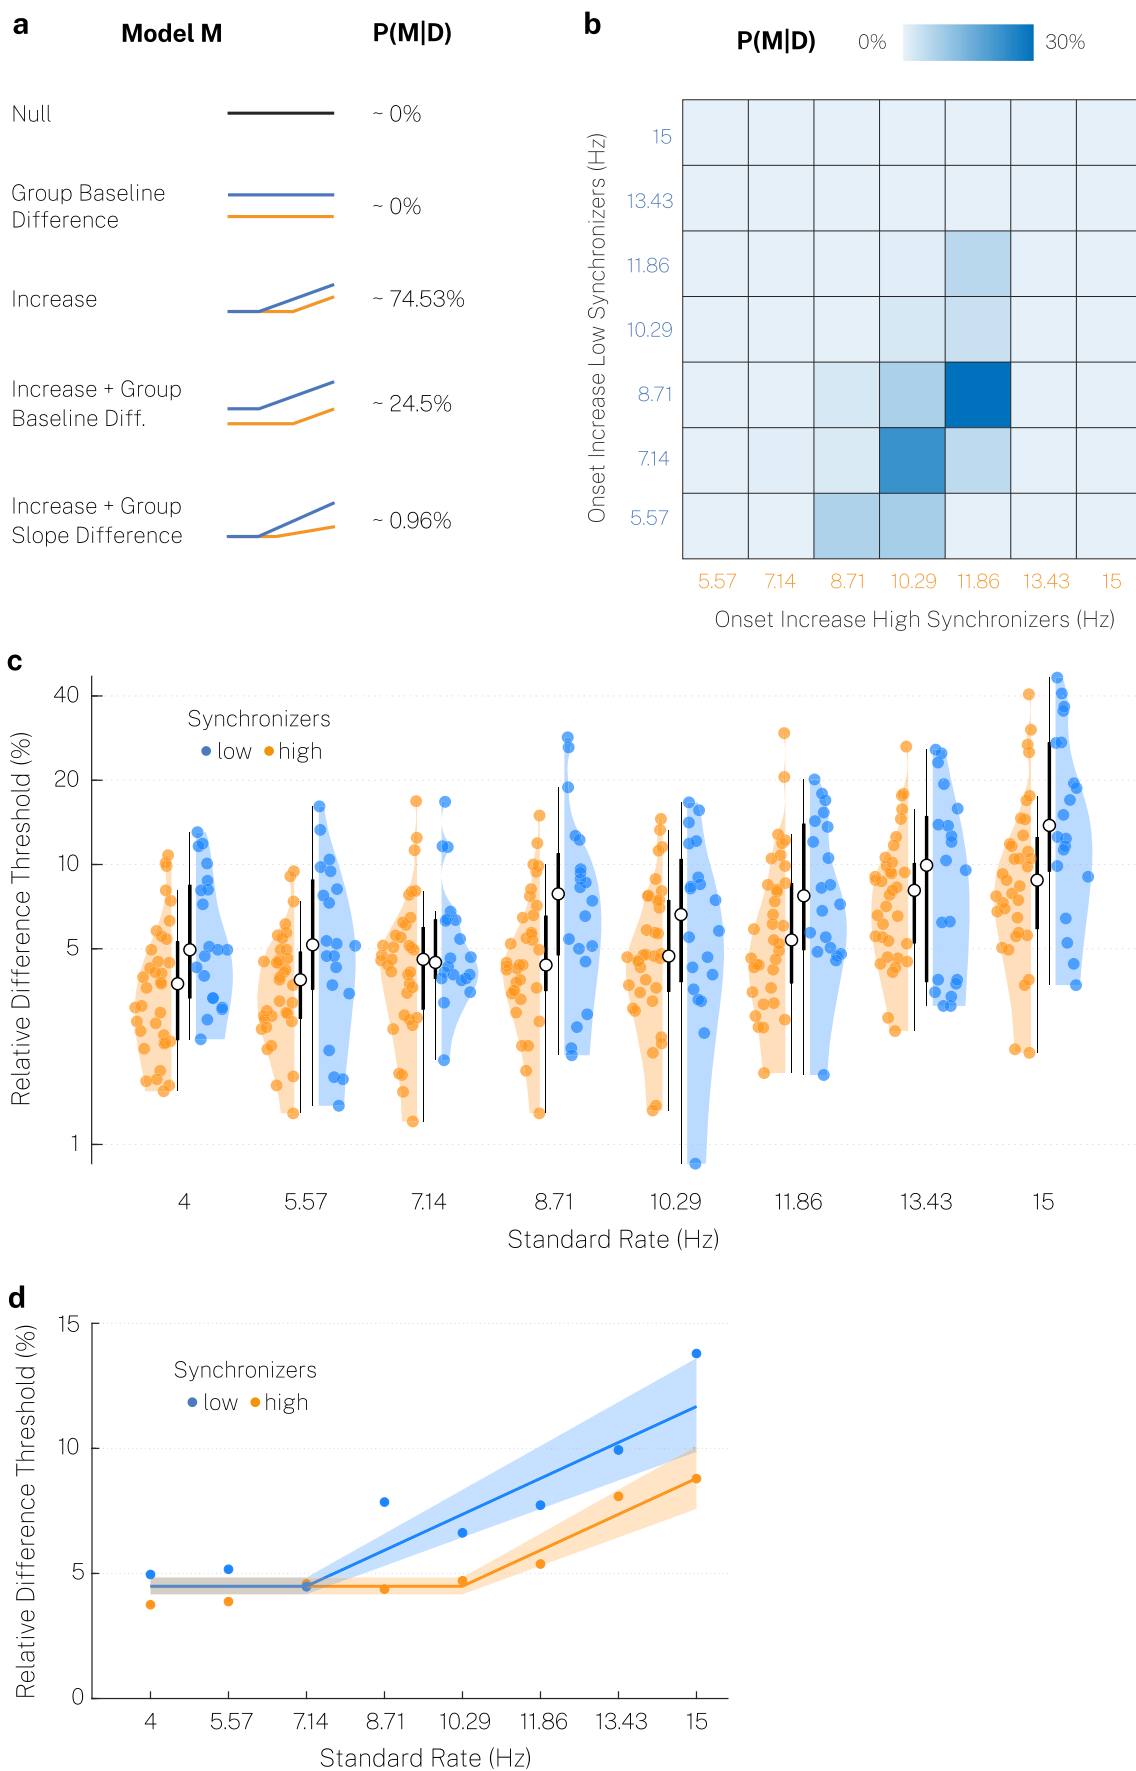 a
Model M
P(M|D)
Null
~ 0%
Group Baseline
Difference
~ 0%
Increase
~ 74.53%
Increase + Group
Baseline Diff.
~ 24.5%
Increase + Group
Slope Difference
~ 0.96%
b
P(M|D)
0%
30%
Onset Increase Low Synchronizers (Hz)
15
13.43
11.86
10.29
8.71
7.14
5.57
5.57 7.14 8.71 10.29 11.86 13.43 15
Onset Increase High Synchronizers (Hz)
c
Relative Difference Threshold (%)
40
20
10
5
1
Synchronizers
low high
4 5.57 7.14 8.71 10.29 11.86 13.43 15
Standard Rate (Hz)
d
Relative Difference Threshold (%)
15
10
5
0
Synchronizers
low high
4 5.57 7.14 8.71 10.29 11.86 13.43 15
Standard Rate (Hz)